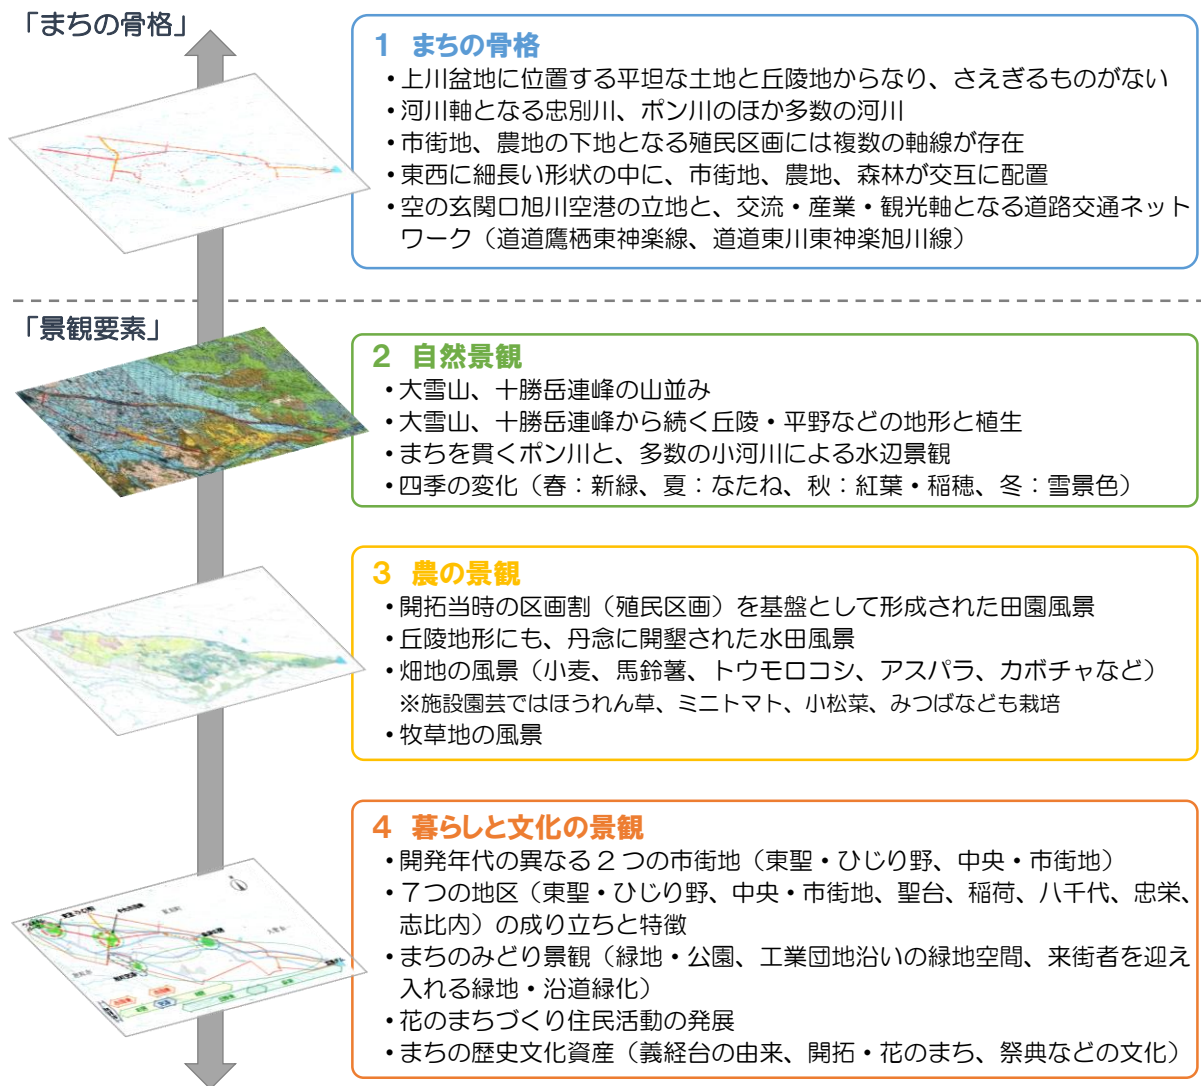 「まちの骨格」
1 まちの骨格
・上川盆地に位置する平坦な土地と丘陵地からなり、さえぎるものがない
・河川軸となる忠別川、ポン川のほか多数の河川
・市街地、農地の下地となる殖民区画には複数の軸線が存在
・東西に細長い形状の中に、市街地、農地、森林が交互に配置
・空の玄関口旭川空港の立地と、交流・産業・観光軸となる道路交通ネット
ワーク（道道鷹栖東神楽線、道道東川東神楽旭川線）
「景観要素」
2 自然景観
・大雪山、十勝岳連峰の山並み
・大雪山、十勝岳連峰から続く丘陵・平野などの地形と植生
・まちを貫くポン川と、多数の小河川による水辺景観
・四季の変化（春：新緑、夏：なたね、秋：紅葉・稲穂、冬：雪景色）
3 農の景観
・開拓当時の区画割（殖民区画）を基盤として形成された田園風景
・丘陵地形にも、丹念に開墾された水田風景
・畑地の風景（小麦、馬鈴薯、トウモロコシ、アスパラ、カボチャなど）
※施設園芸ではほうれん草、ミニトマト、小松菜、みつばなども栽培
・牧草地の風景
4 暮らしと文化の景観
・開発年代の異なる２つの市街地（東聖・ひじり野、中央・市街地）
・７つの地区（東聖・ひじり野、中央・市街地、聖台、稲荷、八千代、忠栄、
志比内）の成り立ちと特徴
・まちのみどり景観（緑地・公園、工業団地沿いの緑地空間、来街者を迎え
入れる緑地・沿道緑化）
・花のまちづくり住民活動の発展
・まちの歴史文化資産（義経台の由来、開拓・花のまち、祭典などの文化）